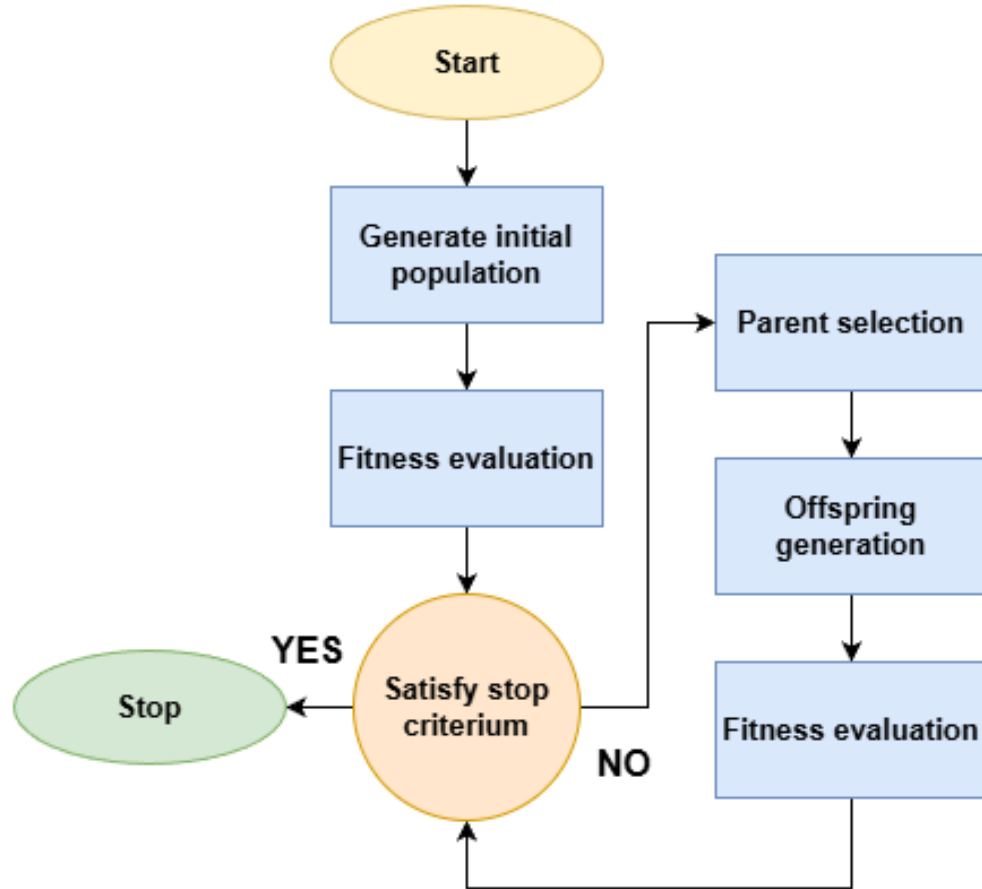 Start
Generate initial
population
Fitness evaluation
Satisfy stop
criterium
YES
Stop
NO
Parent selection
Offspring
generation
Fitness evaluation